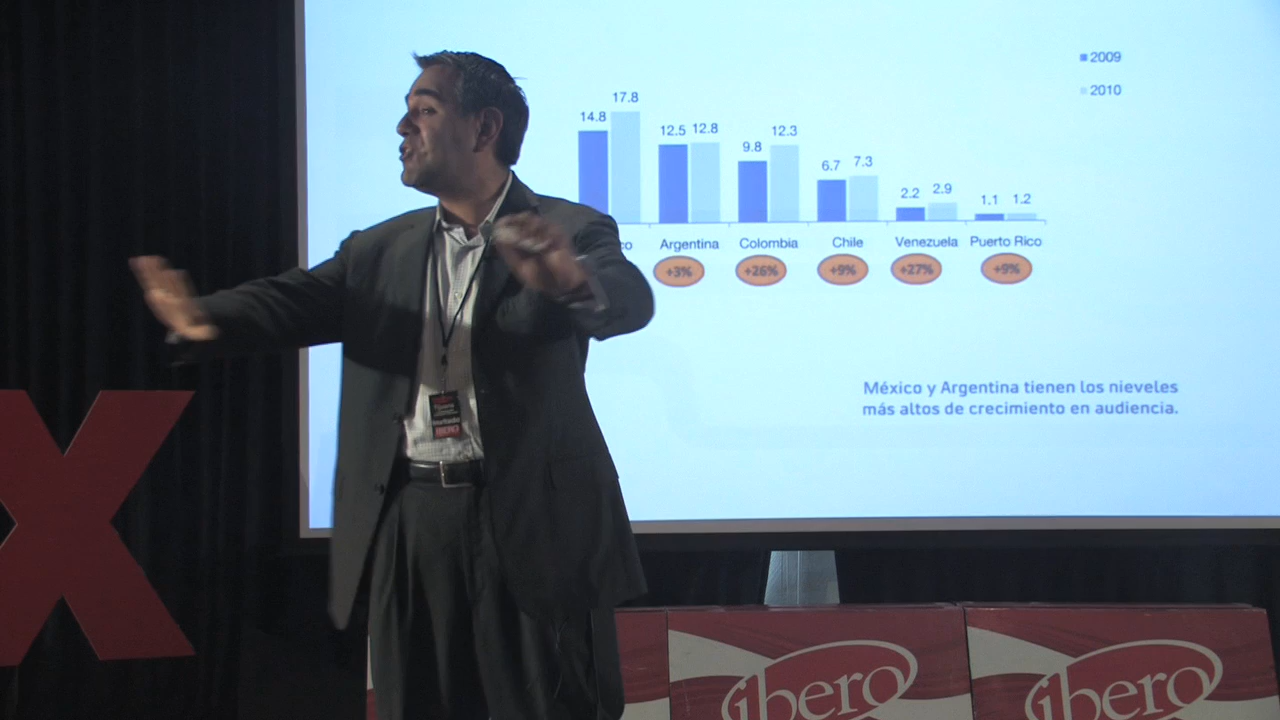 2009
2010
14.8 17.8 12.5 12.8 9.8 12.3 6.7 7.3 2.2 2.9 1.1 1.2
co Argentina Colombia Chile Venezuela Puerto Rico
+3% +26% +9% +27% +9%
México y Argentina tienen los nieveles
más altos de crecimiento en audiencia.
X
IBERO
ibero ibero